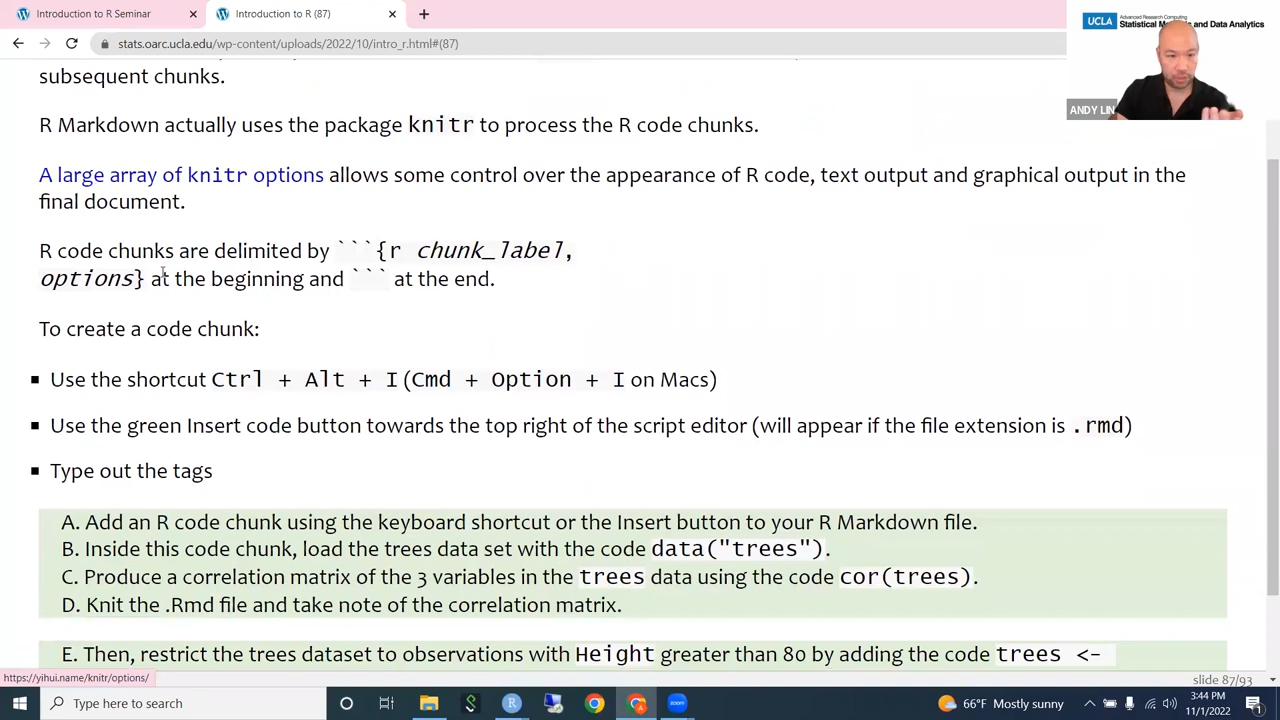 Introduction to R Seminar
Introduction to R (87)
stats.oarc.ucla.edu/wp-content/uploads/2022/10/intro_r.html#(87)
UCLA
Advanced Research Computing
Statistical Methods and Data Analytics
ANDY LIN
subsequent chunks.
R Markdown actually uses the package knitr to process the R code chunks.
A large array of knitr options allows some control over the appearance of R code, text output and graphical output in the
final document.
R code chunks are delimited by ```{r chunk_label,
options} at the beginning and ``` at the end.
To create a code chunk:
Use the shortcut Ctrl + Alt + I (Cmd + Option + I on Macs)
Use the green Insert code button towards the top right of the script editor (will appear if the file extension is .rmd)
Type out the tags
A. Add an R code chunk using the keyboard shortcut or the Insert button to your R Markdown file.
B. Inside this code chunk, load the trees data set with the code data("trees").
C. Produce a correlation matrix of the 3 variables in the trees data using the code cor(trees).
D. Knit the .Rmd file and take note of the correlation matrix.
E. Then, restrict the trees dataset to observations with Height greater than 80 by adding the code trees <-
https://yihui.name/knitr/options/
slide 87/93
Type here to search
66°F Mostly sunny
3:44 PM
11/1/2022